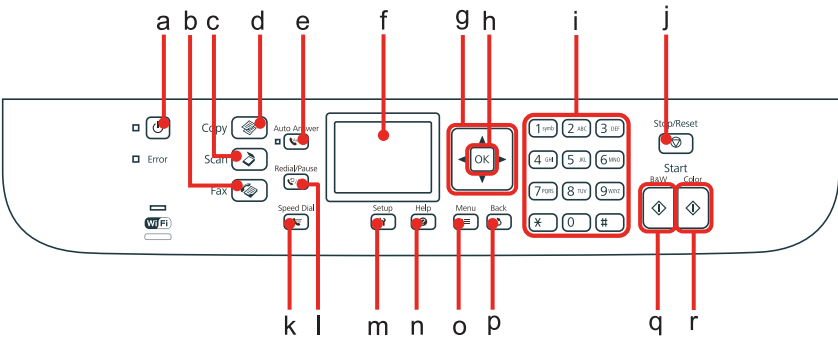 a b c d e f g h i j
Copy Auto Answer Stop/Reset
1 symb 2 ABC 3 DEF
Error Scan OK 4 GHI 5 JKL 6 MNO
Redial/Pause Start
B&W Color
Fax 7 PQRS 8 TUV 9 WXYZ
Speed Dial Setup Help Menu Back
WiFi * 0 #
k l m n o p q r